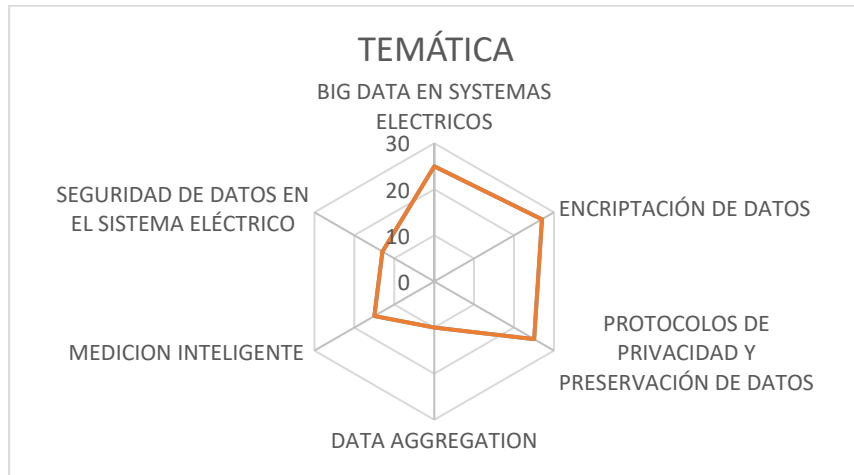 TEMÁTICA
BIG DATA EN SYSTEMAS
ELECTRICOS
30
20
10
0
ENCRIPTACIÓN DE DATOS
PROTOCOLOS DE
PRIVACIDAD Y
PRESERVACIÓN DE DATOS
DATA AGGREGATION
MEDICION INTELIGENTE
SEGURIDAD DE DATOS EN
EL SISTEMA ELÉCTRICO